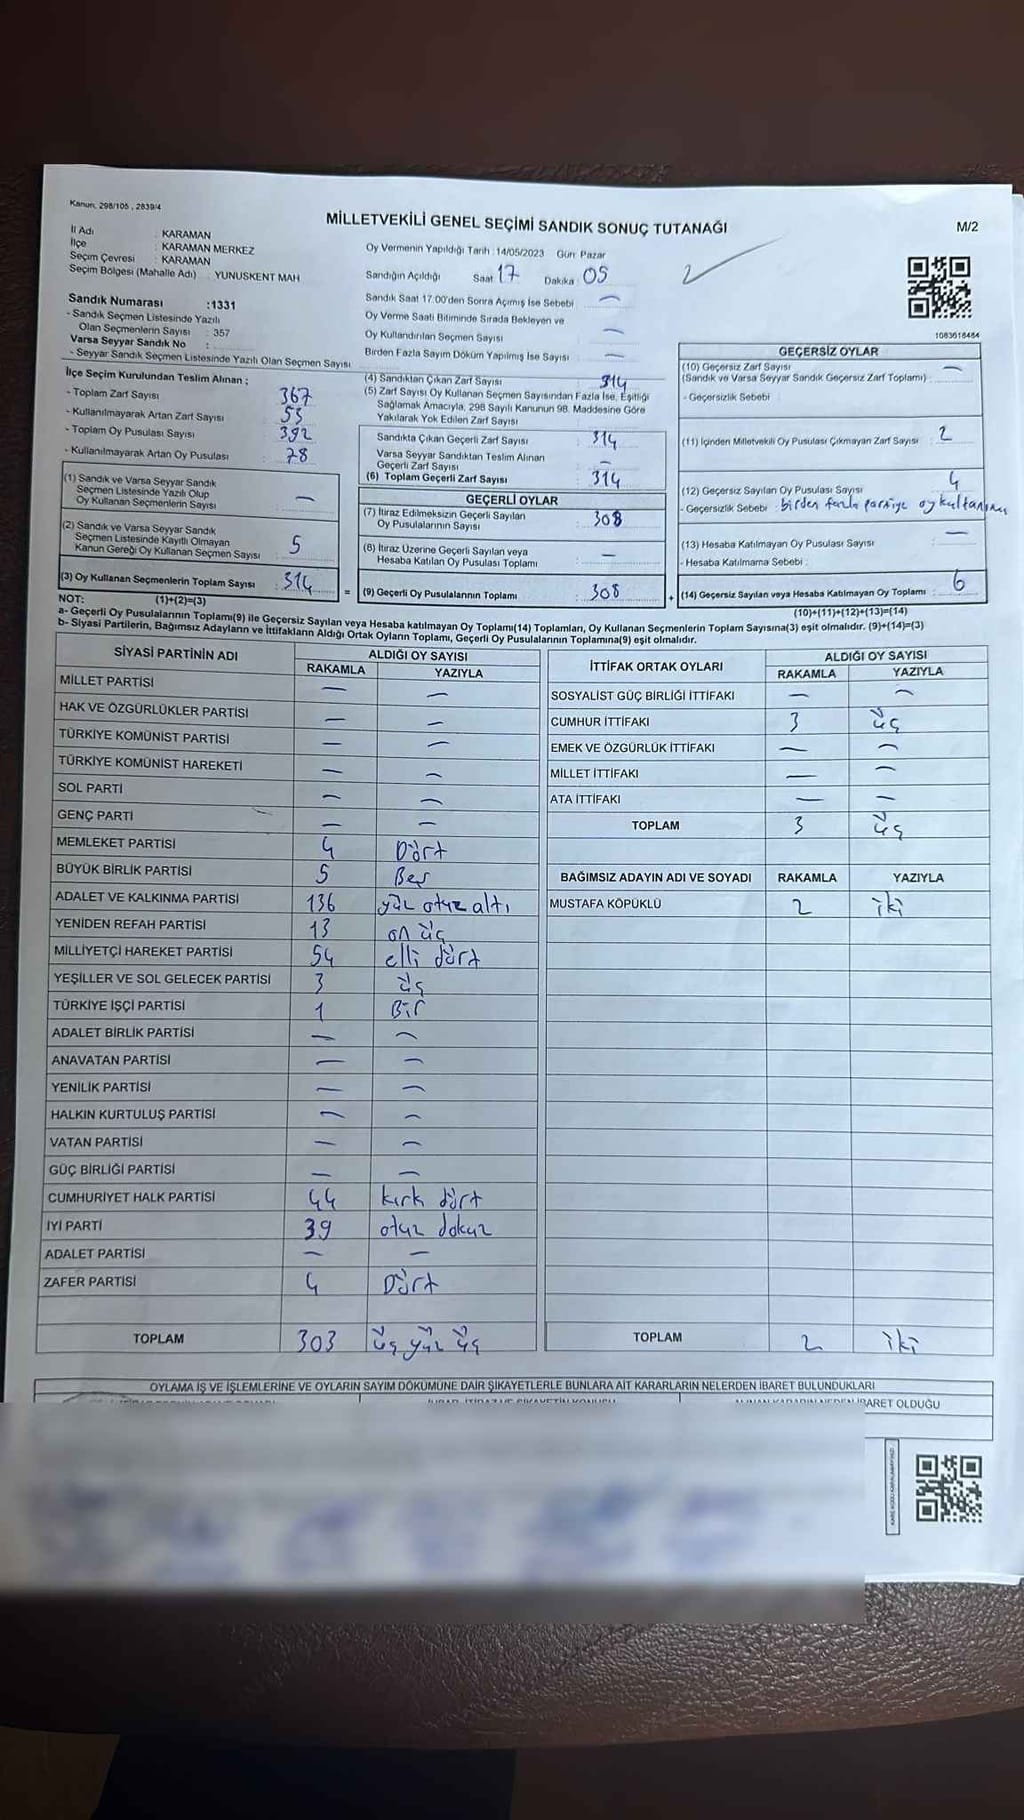 Kanun, 298/105 , 2839/4
MİLLETVEKİLİ GENEL SEÇİMİ SANDIK SONUÇ TUTANAĞI
M/2
İl Adı : KARAMAN
İlçe : KARAMAN MERKEZ
Seçim Çevresi : KARAMAN
Seçim Bölgesi (Mahalle Adı) : YUNUSKENT MAH
Sandık Numarası :1331
- Sandık Seçmen Listesinde Yazılı
Olan Seçmenlerin Sayısı : 357
Varsa Seyyar Sandık No :
- Seyyar Sandık Seçmen Listesinde Yazılı Olan Seçmen Sayısı
Oy Vermenin Yapıldığı Tarih :14/05/2023 Gün: Pazar
Sandığın Açıldığı Saat 17 Dakika 05
2
Sandık Saat 17:00'den Sonra Açımış İse Sebebi : —
Oy Verme Saati Bitiminde Sırada Bekleyen ve
Oy Kullandırılan Seçmen Sayısı : —
Birden Fazla Sayım Döküm Yapılmış İse Sayısı : —
1083618484
İlçe Seçim Kurulundan Teslim Alınan ;
- Toplam Zarf Sayısı : 367
- Kullanılmayarak Artan Zarf Sayısı : 53
- Toplam Oy Pusulası Sayısı : 392
- Kullanılmayarak Artan Oy Pusulası : 78
(1) Sandık ve Varsa Seyyar Sandık
Seçmen Listesinde Yazılı Olup
Oy Kullanan Seçmenlerin Sayısı : —
(2) Sandık ve Varsa Seyyar Sandık
Seçmen Listesinde Kayıtlı Olmayan
Kanun Gereği Oy Kullanan Seçmen Sayısı : 5
(3) Oy Kullanan Seçmenlerin Toplam Sayısı : 314
(4) Sandıktan Çıkan Zarf Sayısı : 314
(5) Zarf Sayısı Oy Kullanan Seçmen Sayısından Fazla İse, Eşitliği
Sağlamak Amacıyla, 298 Sayılı Kanunun 98. Maddesine Göre
Yakılarak Yok Edilen Zarf Sayısı :
Sandıkta Çıkan Geçerli Zarf Sayısı : 314
Varsa Seyyar Sandıktan Teslim Alınan
Geçerli Zarf Sayısı : —
(6) Toplam Geçerli Zarf Sayısı : 314
GEÇERLİ OYLAR
(7) İtiraz Edilmeksizin Geçerli Sayılan
Oy Pusulalarının Sayısı : 308
(8) İtiraz Üzerine Geçerli Sayılan veya
Hesaba Katılan Oy Pusulası Toplamı : —
= (9) Geçerli Oy Pusulalarının Toplamı : 308
GEÇERSİZ OYLAR
(10) Geçersiz Zarf Sayısı
(Sandık ve Varsa Seyyar Sandık Geçersiz Zarf Toplamı) : —
- Geçersizlik Sebebi :
(11) İçinden Milletvekili Oy Pusulası Çıkmayan Zarf Sayısı : 2
(12) Geçersiz Sayılan Oy Pusulası Sayısı : 4
- Geçersizlik Sebebi : birden fazla partiye oy kullanımı
(13) Hesaba Katılmayan Oy Pusulası Sayısı : —
- Hesaba Katılmama Sebebi :
+ (14) Geçersiz Sayılan veya Hesaba Katılmayan Oy Toplamı : 6
NOT: (1)+(2)=(3)
(10)+(11)+(12)+(13)=(14)
a- Geçerli Oy Pusulalarının Toplamı(9) ile Geçersiz Sayılan veya Hesaba katılmayan Oy Toplamı(14) Toplamları, Oy Kullanan Seçmenlerin Toplam Sayısına(3) eşit olmalıdır. (9)+(14)=(3)
b- Siyasi Partilerin, Bağımsız Adayların ve İttifakların Aldığı Ortak Oyların Toplamı, Geçerli Oy Pusulalarının Toplamına(9) eşit olmalıdır.
SİYASİ PARTİNİN ADI ALDIĞI OY SAYISI
RAKAMLA YAZIYLA
MİLLET PARTİSİ — —
HAK VE ÖZGÜRLÜKLER PARTİSİ — —
TÜRKİYE KOMÜNİST PARTİSİ — —
TÜRKİYE KOMÜNİST HAREKETİ — —
SOL PARTİ — —
GENÇ PARTİ — —
MEMLEKET PARTİSİ 4 Dört
BÜYÜK BİRLİK PARTİSİ 5 Beş
ADALET VE KALKINMA PARTİSİ 136 yüz otuz altı
YENİDEN REFAH PARTİSİ 13 on üç
MİLLİYETÇİ HAREKET PARTİSİ 54 elli dört
YEŞİLLER VE SOL GELECEK PARTİSİ 3 üç
TÜRKİYE İŞÇİ PARTİSİ 1 Bir
ADALET BİRLİK PARTİSİ — —
ANAVATAN PARTİSİ — —
YENİLİK PARTİSİ — —
HALKIN KURTULUŞ PARTİSİ — —
VATAN PARTİSİ — —
GÜÇ BİRLİĞİ PARTİSİ — —
CUMHURİYET HALK PARTİSİ 44 kırk dört
İYİ PARTİ 39 otuz dokuz
ADALET PARTİSİ — —
ZAFER PARTİSİ 4 Dört
TOPLAM 303 üç yüz üç
İTTİFAK ORTAK OYLARI ALDIĞI OY SAYISI
RAKAMLA YAZIYLA
SOSYALİST GÜÇ BİRLİĞİ İTTİFAKI — —
CUMHUR İTTİFAKI 3 üç
EMEK VE ÖZGÜRLÜK İTTİFAKI — —
MİLLET İTTİFAKI — —
ATA İTTİFAKI — —
TOPLAM 3 üç
BAĞIMSIZ ADAYIN ADI VE SOYADI RAKAMLA YAZIYLA
MUSTAFA KÖPÜKLÜ 2 iki
TOPLAM 2 iki
OYLAMA İŞ VE İŞLEMLERİNE VE OYLARIN SAYIM DÖKÜMÜNE DAİR ŞİKAYETLERLE BUNLARA AİT KARARLARIN NELERDEN İBARET BULUNDUKLARI
İBARET OLDUĞU